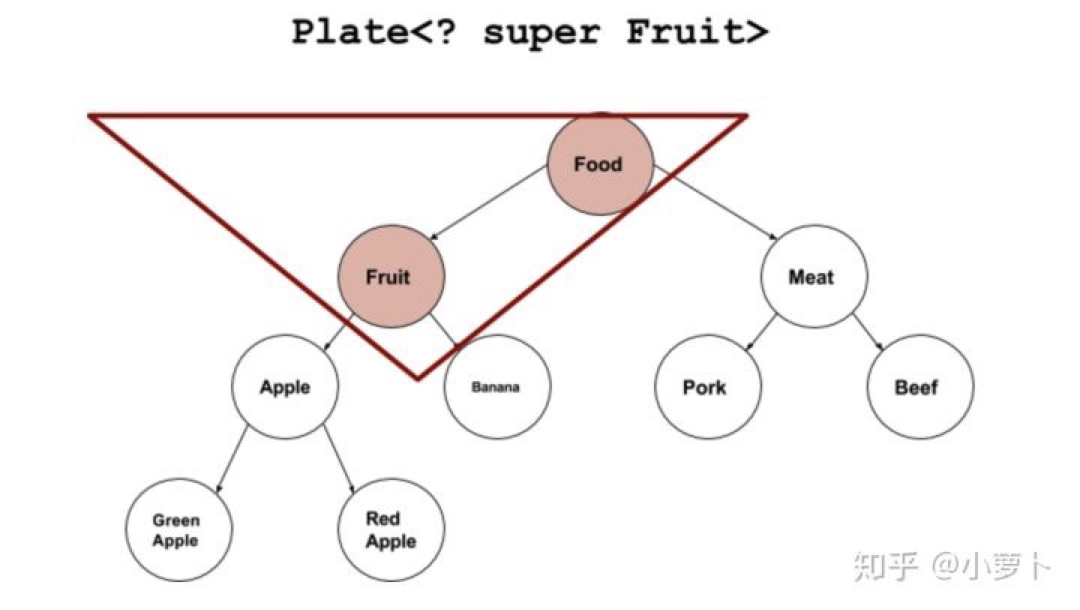 Plate<? super Fruit>
Food
Fruit
Meat
Apple
Banana
Pork
Beef
Green
Apple
Red
Apple
知乎 @小萝卜